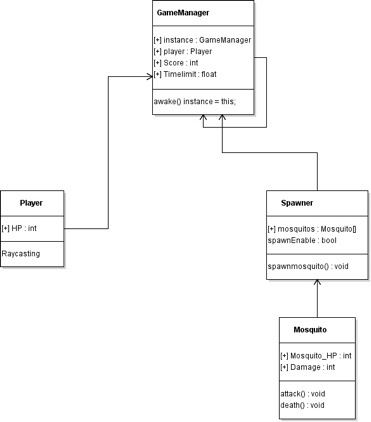 GameManager
[+] instance : GameManager
[+] player : Player
[+] Score : int
[+] Timelimit : float
awake() instance = this;
Player
[+] HP : int
Raycasting
Spawner
[+] mosquitos : Mosquito[]
spawnEnable : bool
spawnmosquito() : void
Mosquito
[+] Mosquito_HP : int
[+] Damage : int
attack() : void
death() : void